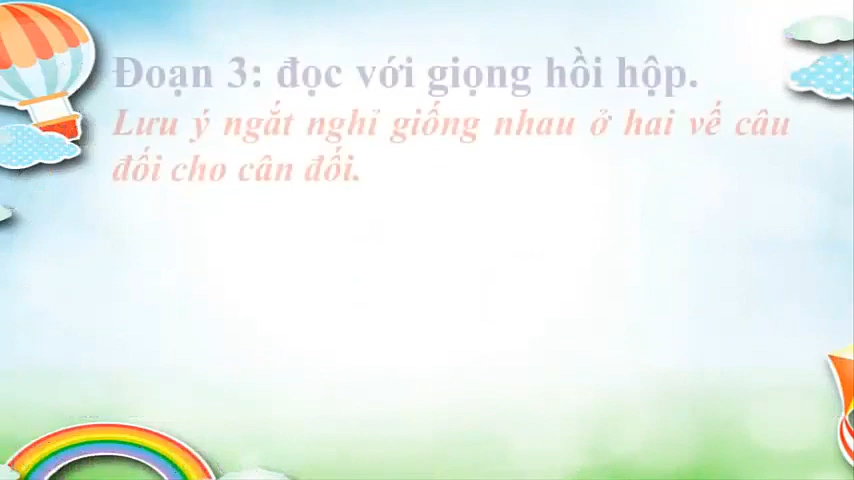 Đoạn 3: đọc với giọng hồi hộp.
Lưu ý ngắt nghỉ giống nhau ở hai vế câu
đối cho cân đối.